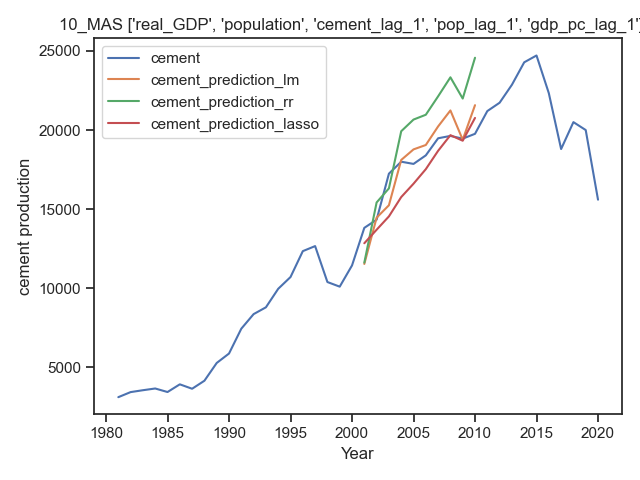 10_MAS ['real_GDP', 'population', 'cement_lag_1', 'pop_lag_1', 'gdp_pc_lag_1']
cement
cement_prediction_lm
cement_prediction_rr
cement_prediction_lasso
cement production
25000
20000
15000
10000
5000
1980 1985 1990 1995 2000 2005 2010 2015 2020
Year